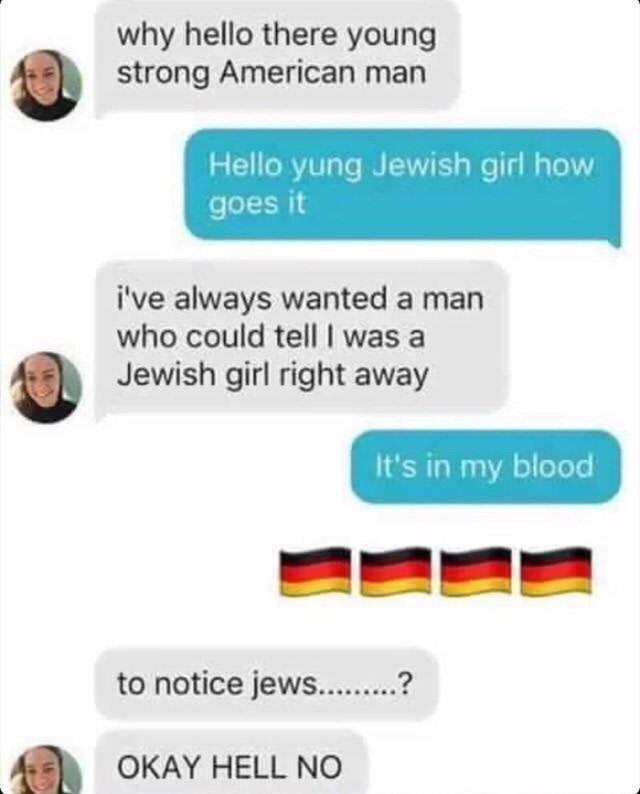 why hello there young
strong American man
Hello yung Jewish girl how
goes it
i've always wanted a man
who could tell I was a
Jewish girl right away
It's in my blood
🇩🇪🇩🇪🇩🇪🇩🇪
to notice jews.........?
OKAY HELL NO